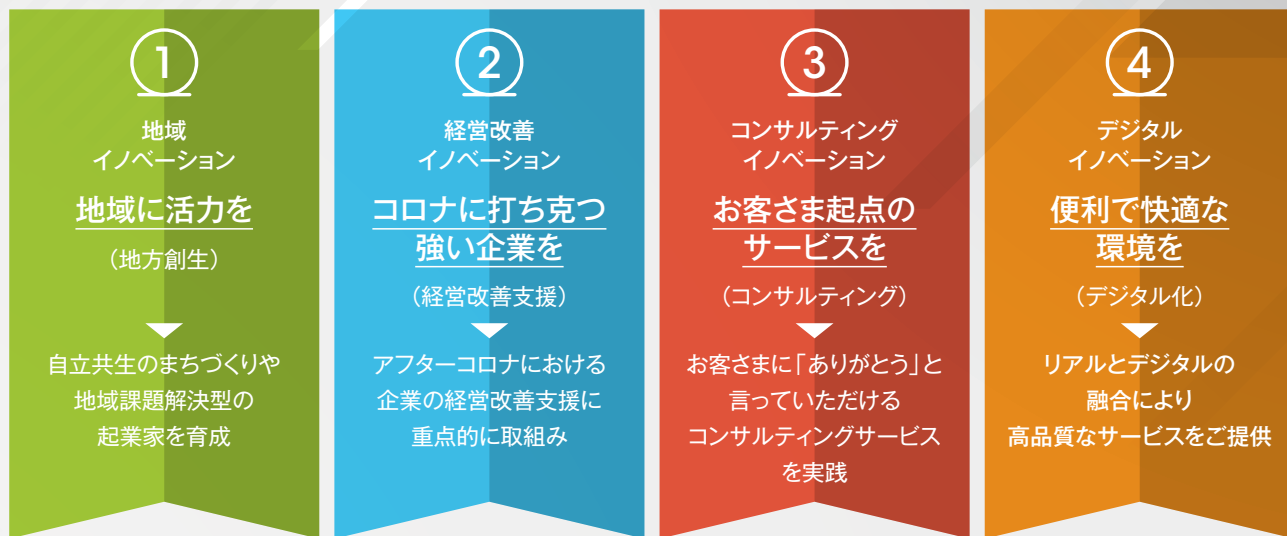 1
地域
イノベーション
地域に活力を
（地方創生）
自立共生のまちづくりや
地域課題解決型の
起業家を育成
2
経営改善
イノベーション
コロナに打ち克つ
強い企業を
（経営改善支援）
アフターコロナにおける
企業の経営改善支援に
重点的に取組み
3
コンサルティング
イノベーション
お客さま起点の
サービスを
（コンサルティング）
お客さまに「ありがとう」と
言っていただける
コンサルティングサービス
を実践
4
デジタル
イノベーション
便利で快適な
環境を
（デジタル化）
リアルとデジタルの
融合により
高品質なサービスをご提供